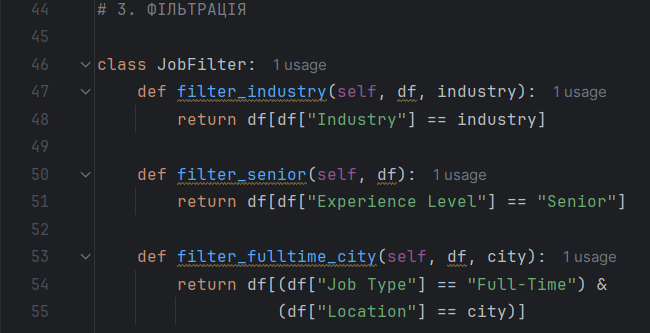 44 # 3. ФІЛЬТРАЦІЯ
45
46 class JobFilter: 1 usage
47 def filter_industry(self, df, industry): 1 usage
48 return df[df["Industry"] == industry]
49
50 def filter_senior(self, df): 1 usage
51 return df[df["Experience Level"] == "Senior"]
52
53 def filter_fulltime_city(self, df, city): 1 usage
54 return df[(df["Job Type"] == "Full-Time") &
55 (df["Location"] == city)]